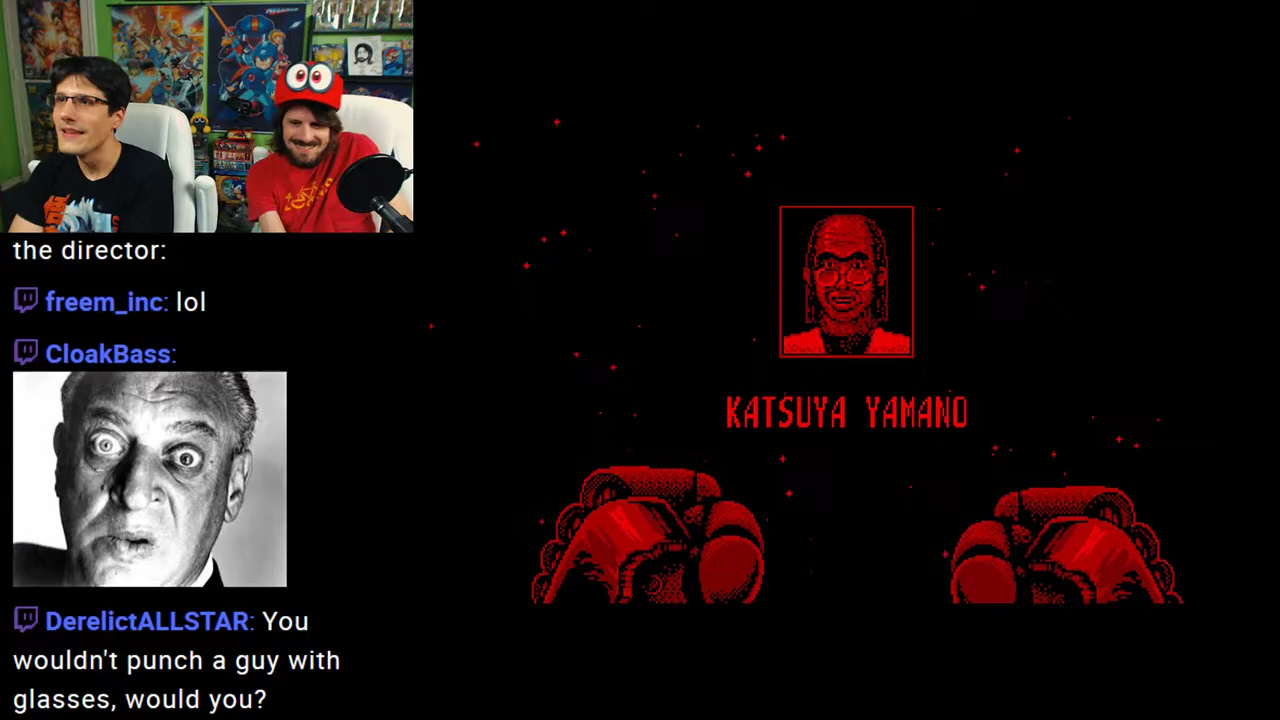 the director:
freem_inc: lol
CloakBass:
DerelictALLSTAR: You
wouldn't punch a guy with
glasses, would you?
KATSUYA YAMANO